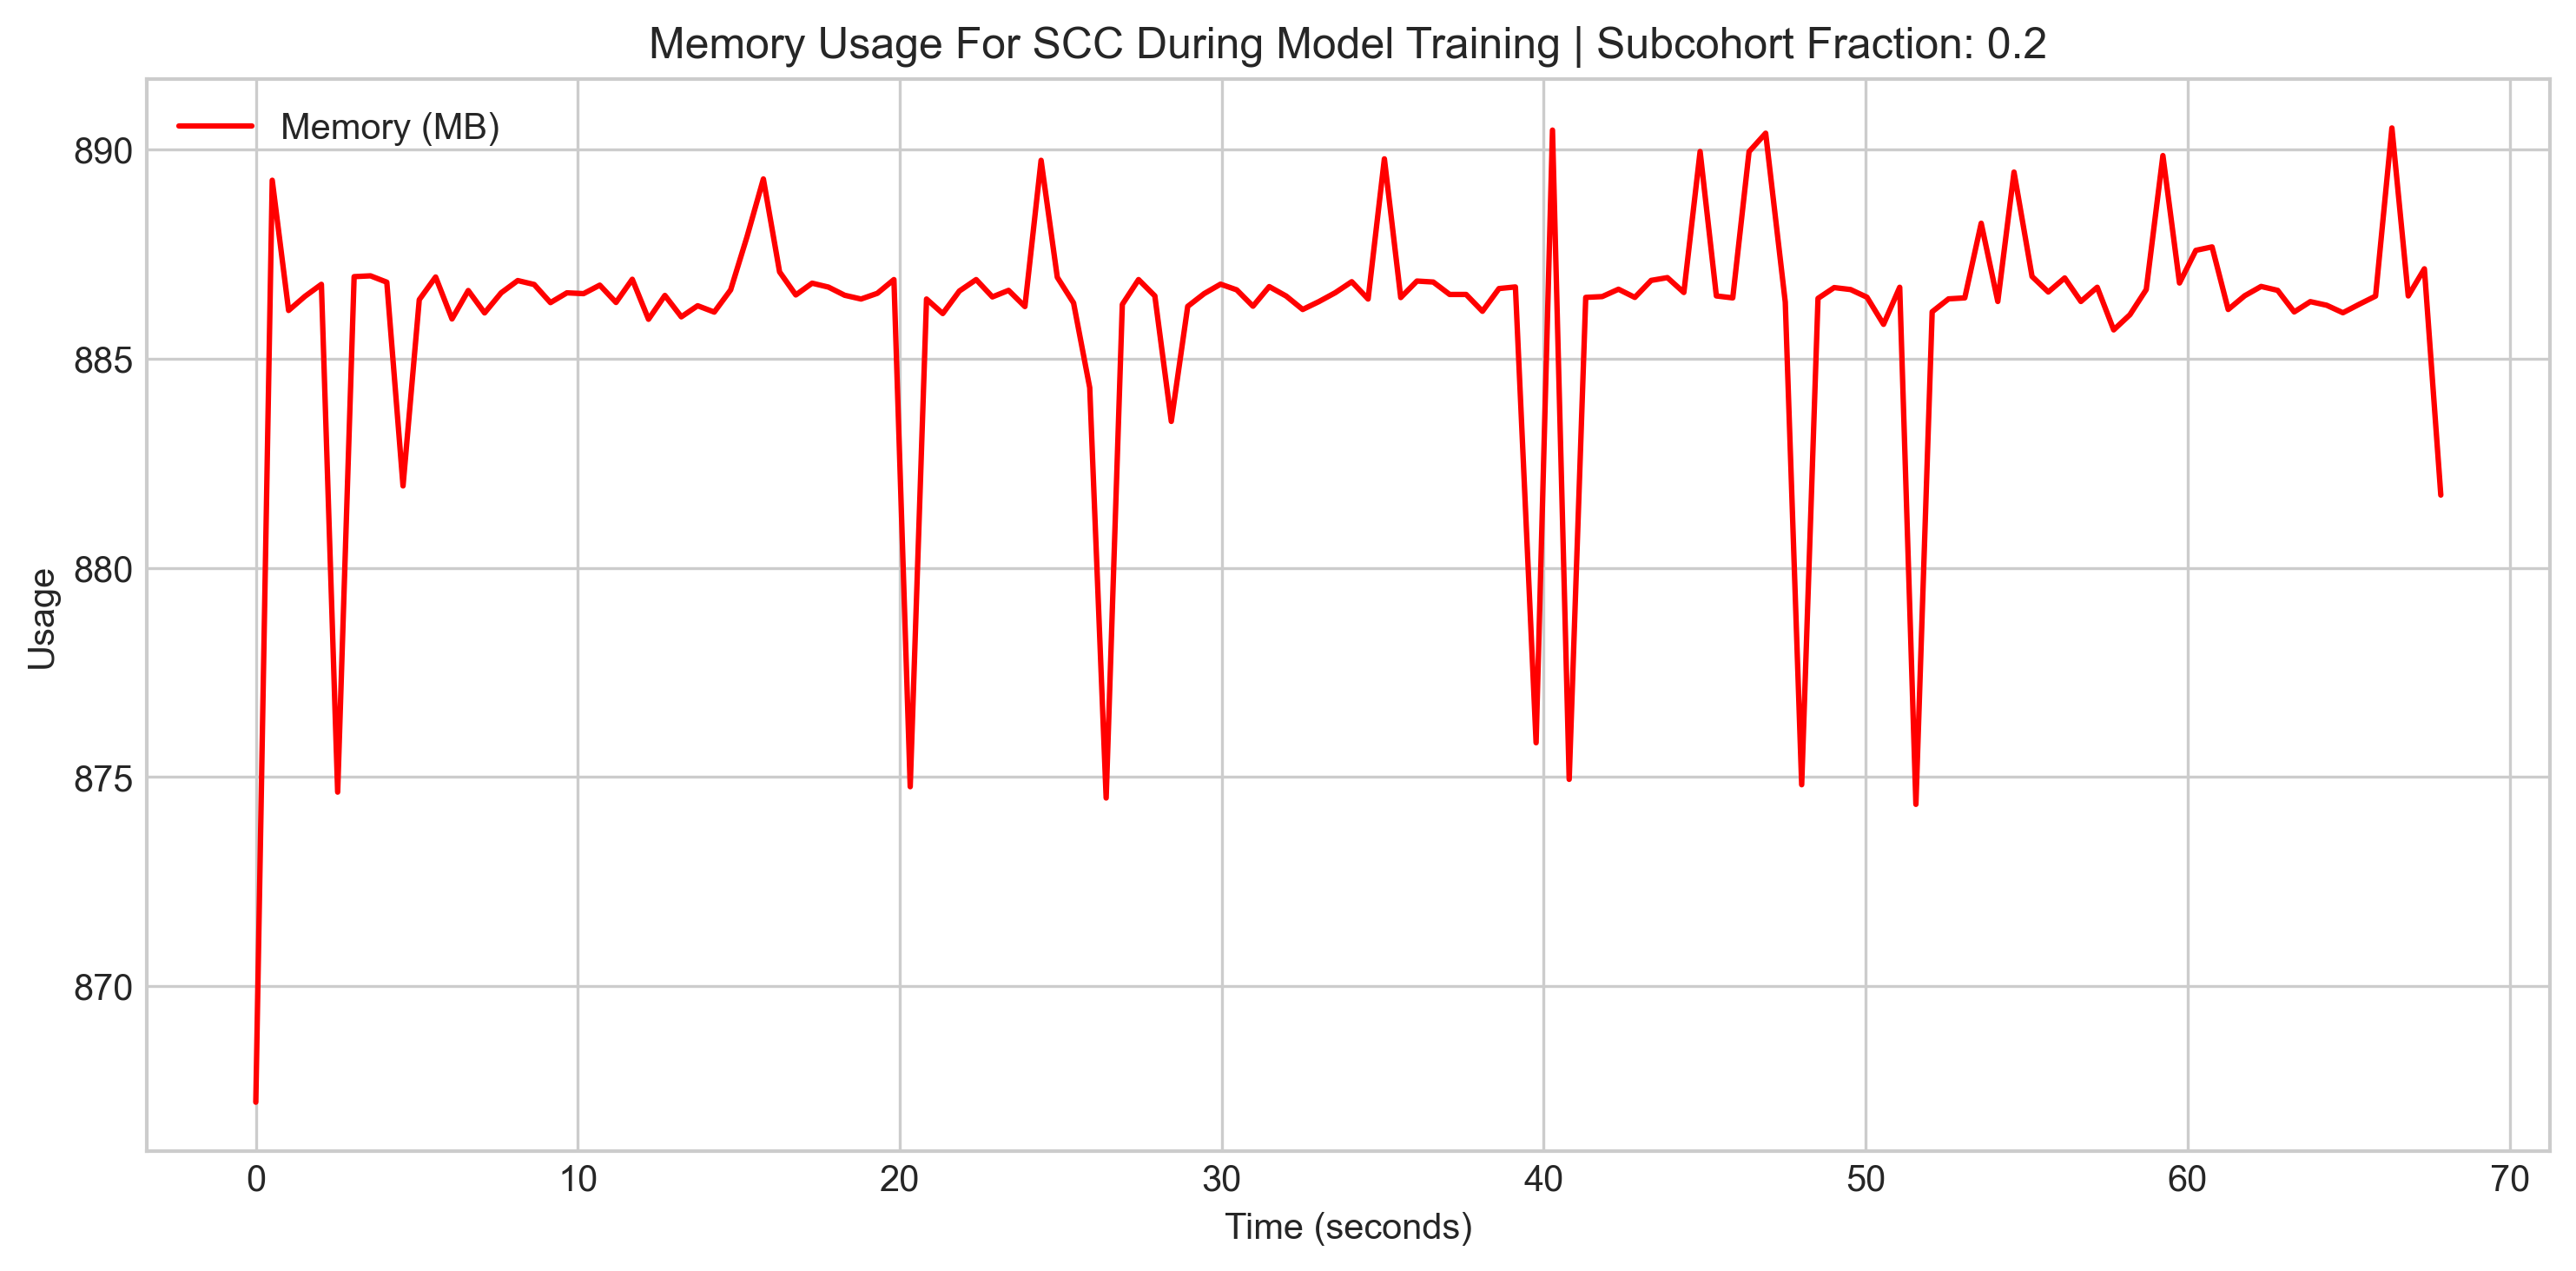 Memory Usage For SCC During Model Training | Subcohort Fraction: 0.2
Memory (MB)
890
885
880
875
870
Usage
0 10 20 30 40 50 60 70
Time (seconds)